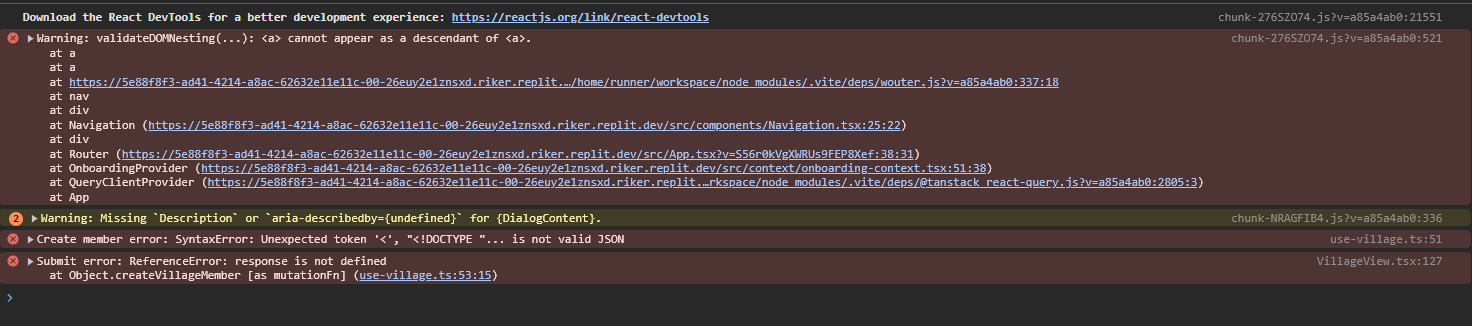 Download the React DevTools for a better development experience: https://reactjs.org/link/react-devtools chunk-276SZO74.js?v=a85a4ab0:21551
Warning: validateDOMNesting(...): <a> cannot appear as a descendant of <a>. chunk-276SZO74.js?v=a85a4ab0:521
at a
at a
at https://5e88f8f3-ad41-4214-a8ac-62632e11e11c-00-26euy2e1znsxd.riker.replit.…/home/runner/workspace/node_modules/.vite/deps/wouter.js?v=a85a4ab0:337:18
at nav
at div
at Navigation (https://5e88f8f3-ad41-4214-a8ac-62632e11e11c-00-26euy2e1znsxd.riker.replit.dev/src/components/Navigation.tsx:25:22)
at div
at Router (https://5e88f8f3-ad41-4214-a8ac-62632e11e11c-00-26euy2e1znsxd.riker.replit.dev/src/App.tsx?v=S56r0kVgXWRUs9FEP8Xef:38:31)
at OnboardingProvider (https://5e88f8f3-ad41-4214-a8ac-62632e11e11c-00-26euy2e1znsxd.riker.replit.dev/src/context/onboarding-context.tsx:51:38)
at QueryClientProvider (https://5e88f8f3-ad41-4214-a8ac-62632e11e11c-00-26euy2e1znsxd.riker.replit.…rkspace/node_modules/.vite/deps/@tanstack_react-query.js?v=a85a4ab0:2805:3)
at App
2 Warning: Missing `Description` or `aria-describedby={undefined}` for {DialogContent}. chunk-NRAGFIB4.js?v=a85a4ab0:336
Create member error: SyntaxError: Unexpected token '<', "<!DOCTYPE "... is not valid JSON use-village.ts:51
Submit error: ReferenceError: response is not defined VillageView.tsx:127
at Object.createVillageMember [as mutationFn] (use-village.ts:53:15)